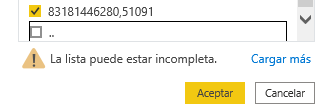 83181446280,51091
..
La lista puede estar incompleta. Cargar más
Aceptar Cancelar